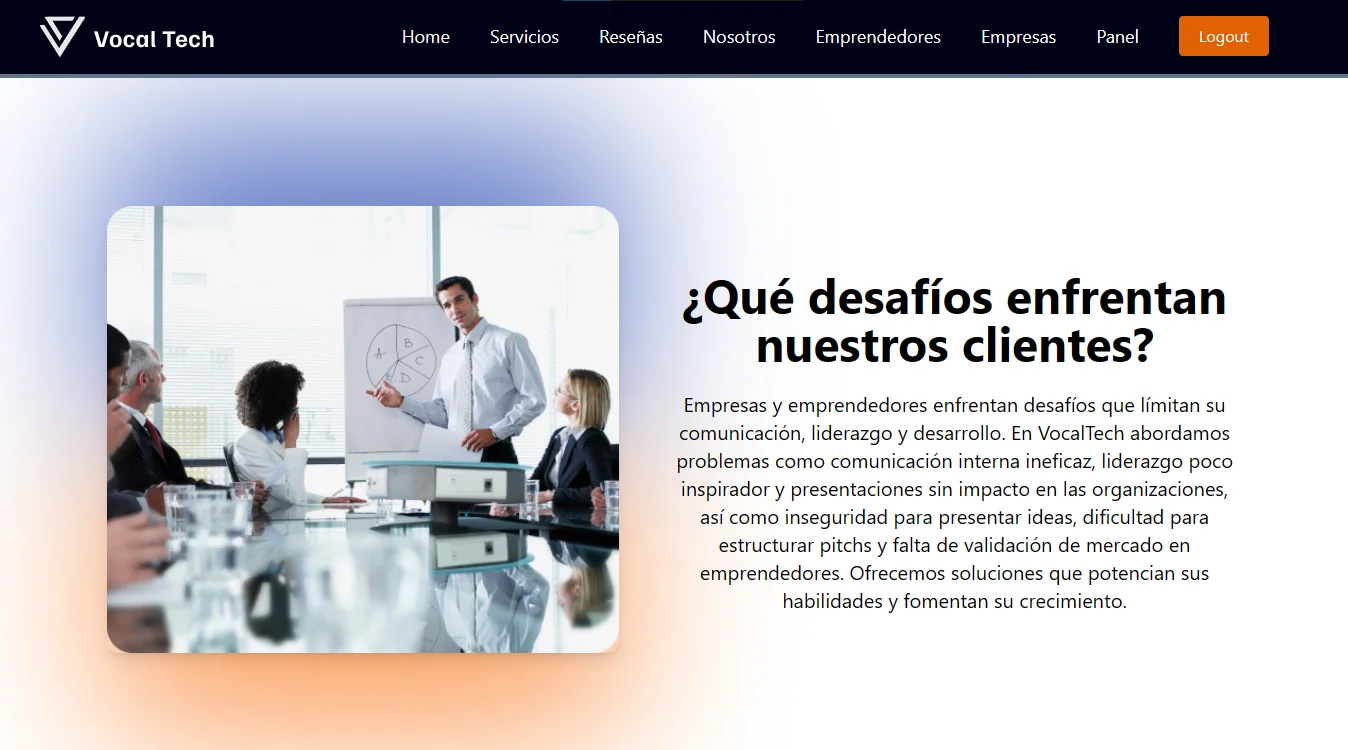 Vocal Tech
Home Servicios Reseñas Nosotros Emprendedores Empresas Panel Logout
A B C D E
¿Qué desafíos enfrentan
nuestros clientes?
Empresas y emprendedores enfrentan desafíos que límitan su
comunicación, liderazgo y desarrollo. En VocalTech abordamos
problemas como comunicación interna ineficaz, liderazgo poco
inspirador y presentaciones sin impacto en las organizaciones,
así como inseguridad para presentar ideas, dificultad para
estructurar pitchs y falta de validación de mercado en
emprendedores. Ofrecemos soluciones que potencian sus
habilidades y fomentan su crecimiento.